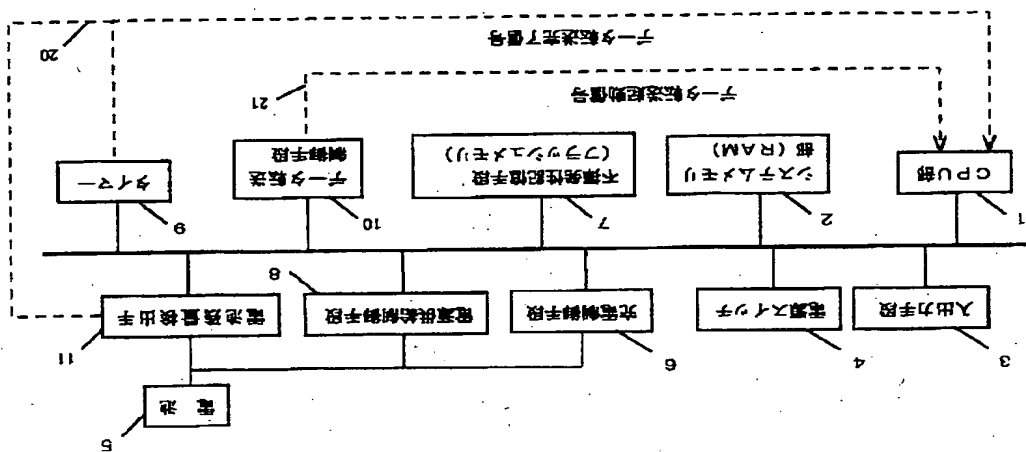 5
電 池
3
4
6
11
入出力手段
電源スイッチ
充電制御手段
電源供給制御手段
電池残量検出手
8
1
2
7
10
9
CPU部
システムメモリ
部(RAM)
不揮発性記憶手段
(フラッシュメモリ)
データ転送
制御手段
タイマー
データ転送起動信号
21
データ転送完了信号
20